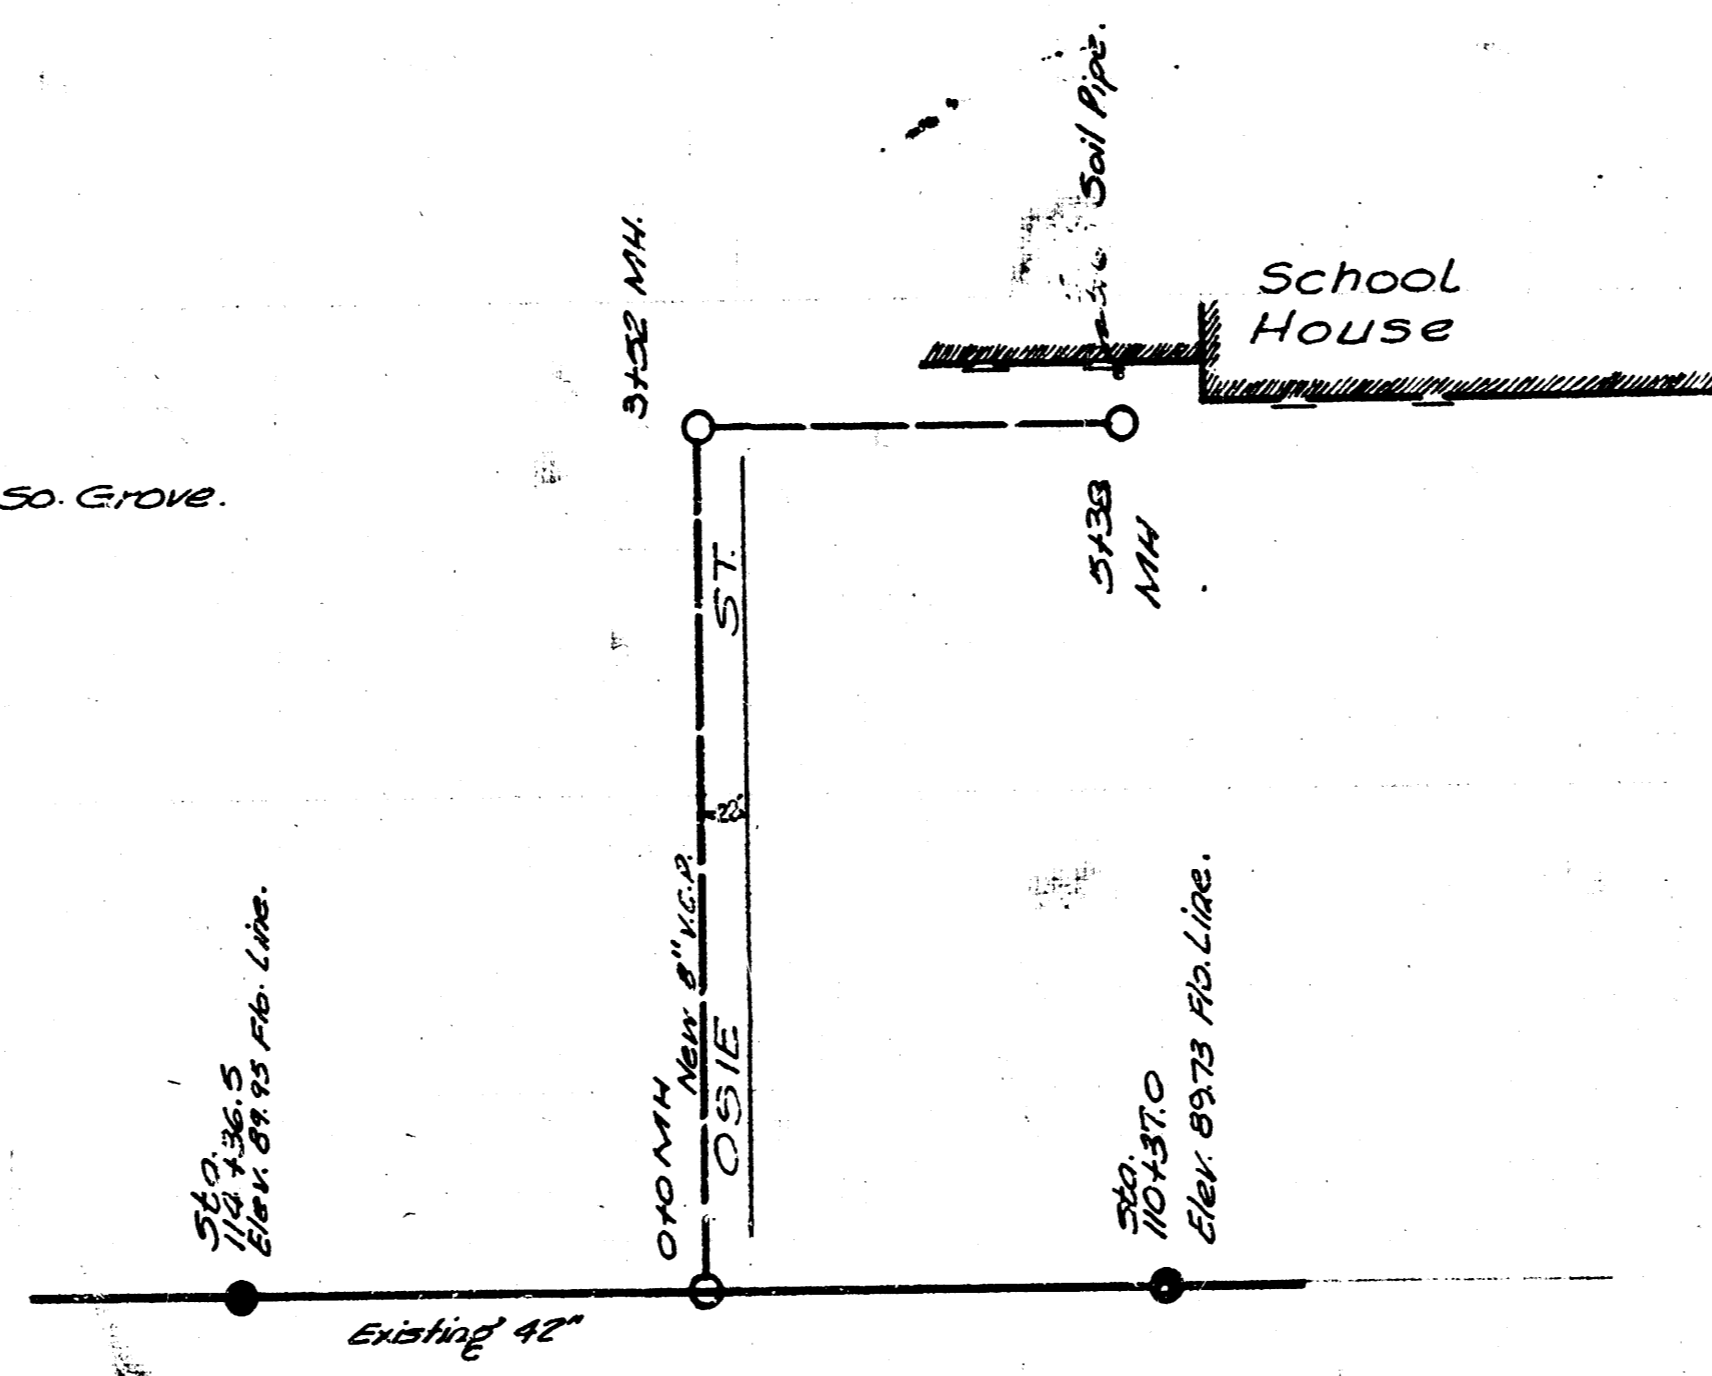 Soil Pipe.
3+52 MH.
School
House
So. Grove.
5+38
MH
ST.
New 8" V.C.P.
OSIE
0+0 MH
Sta.
114+36.5
Elev. 89.95 Flo. Line.
Sta.
110+37.0
Elev. 89.73 Flo. Line.
Existing 42"